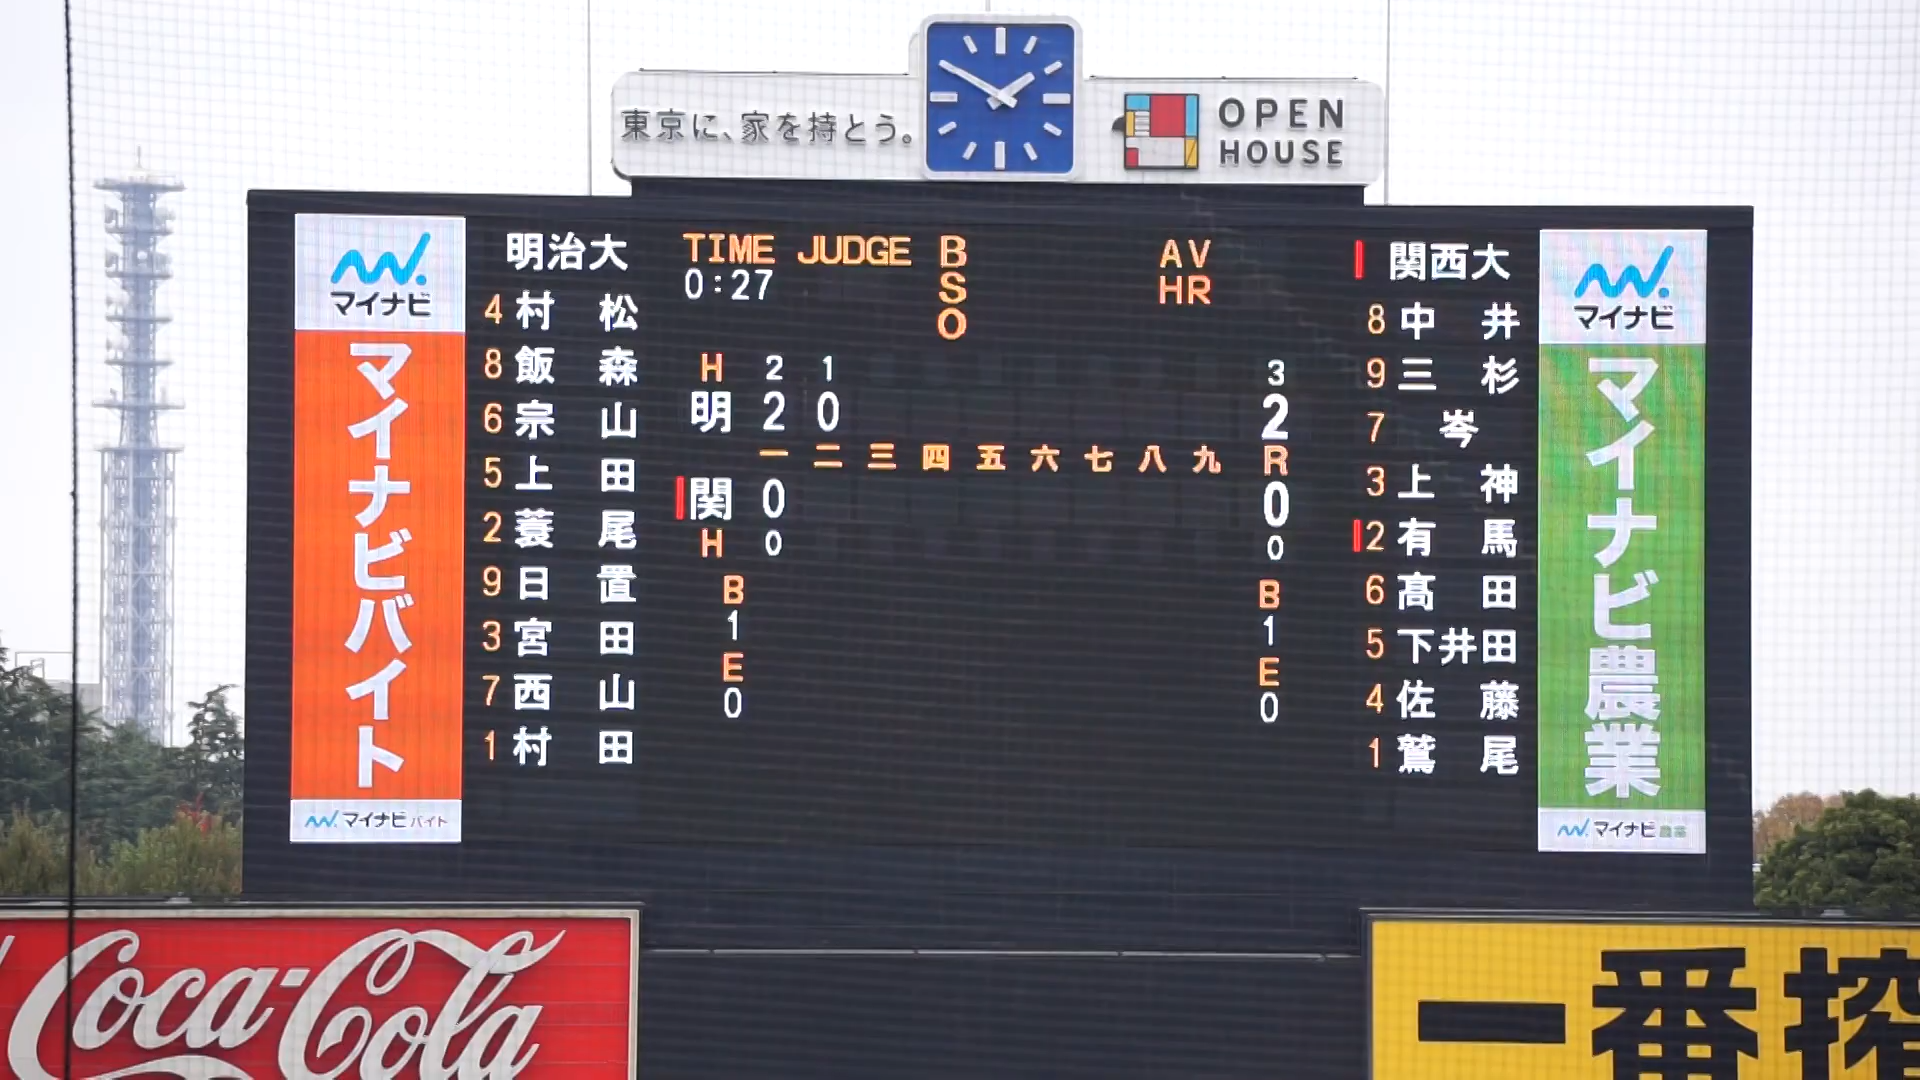 東京に、家を持とう。
OPEN
HOUSE
マイナビ
マイナビバイト
マイナビバイト
明治大
4 村 松
8 飯 森
6 宗 山
5 上 田
2 蓑 尾
9 日 置
3 宮 田
7 西 山
1 村 田
TIME JUDGE B AV
0:27 S HR
O
H 2 1 3
明 2 0 2
一 二 三 四 五 六 七 八 九 R
関 0 0
H 0 0
B B
1 1
E E
0 0
関西大
8 中 井
9 三 杉
7 岑
3 上 神
2 有 馬
6 髙 田
5 下井田
4 佐 藤
1 鷲 尾
マイナビ
マイナビ農業
マイナビ農業
Coca-Cola
一番搾